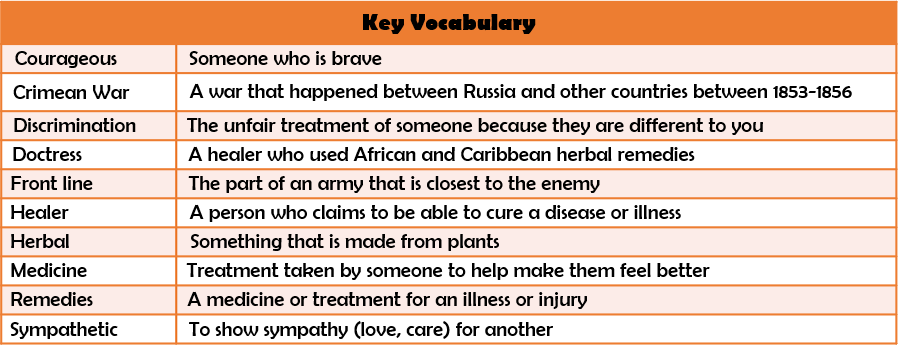 Key Vocabulary
Courageous Someone who is brave
Crimean War A war that happened between Russia and other countries between 1853-1856
Discrimination The unfair treatment of someone because they are different to you
Doctress A healer who used African and Caribbean herbal remedies
Front line The part of an army that is closest to the enemy
Healer A person who claims to be able to cure a disease or illness
Herbal Something that is made from plants
Medicine Treatment taken by someone to help make them feel better
Remedies A medicine or treatment for an illness or injury
Sympathetic To show sympathy (love, care) for another